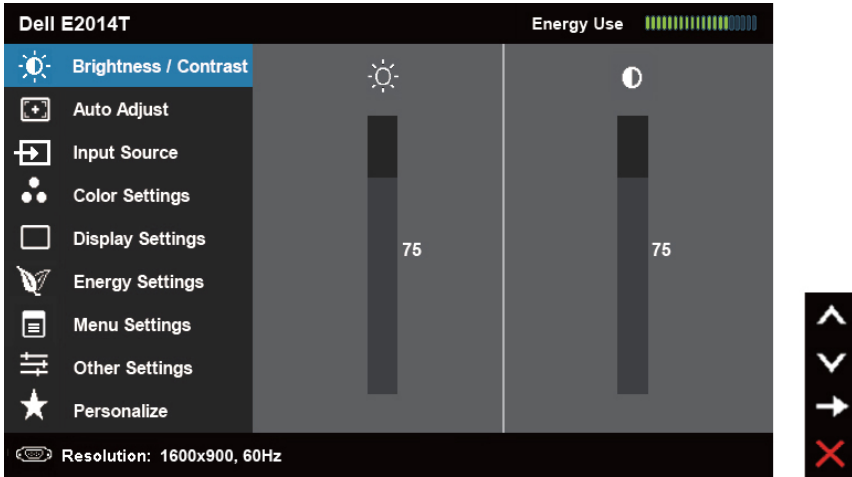 Dell E2014T
Energy Use
Brightness / Contrast
Auto Adjust
Input Source
Color Settings
Display Settings
75
75
Energy Settings
Menu Settings
Other Settings
Personalize
Resolution: 1600x900, 60Hz